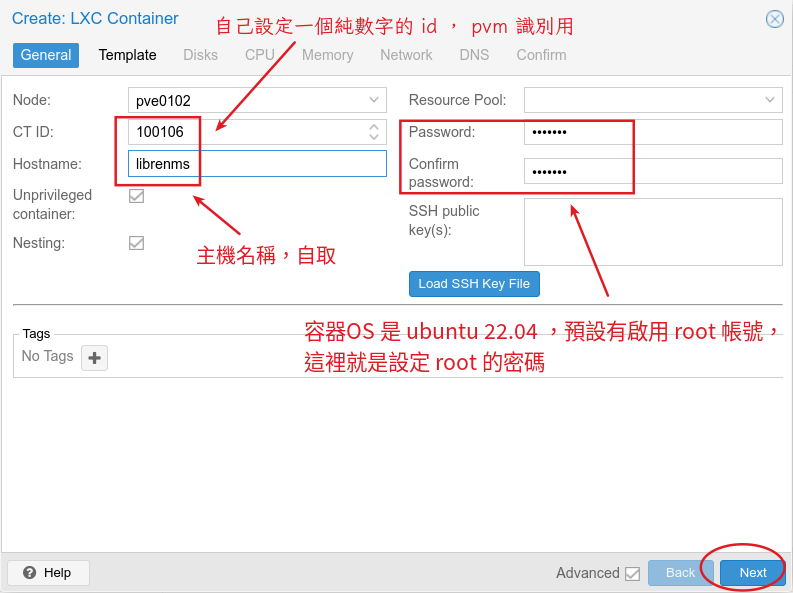 Create: LXC Container
自己設定一個純數字的 id ， pvm 識別用
General Template Disks CPU Memory Network DNS Confirm
Node: pve0102 Resource Pool:
CT ID: 100106 Password: •••••••
Hostname: librenms Confirm password: •••••••
Unprivileged container:
SSH public key(s):
Nesting:
主機名稱，自取
Load SSH Key File
容器OS 是 ubuntu 22.04 ，預設有啟用 root 帳號，
這裡就是設定 root 的密碼
Tags
No Tags
Help Advanced Back Next